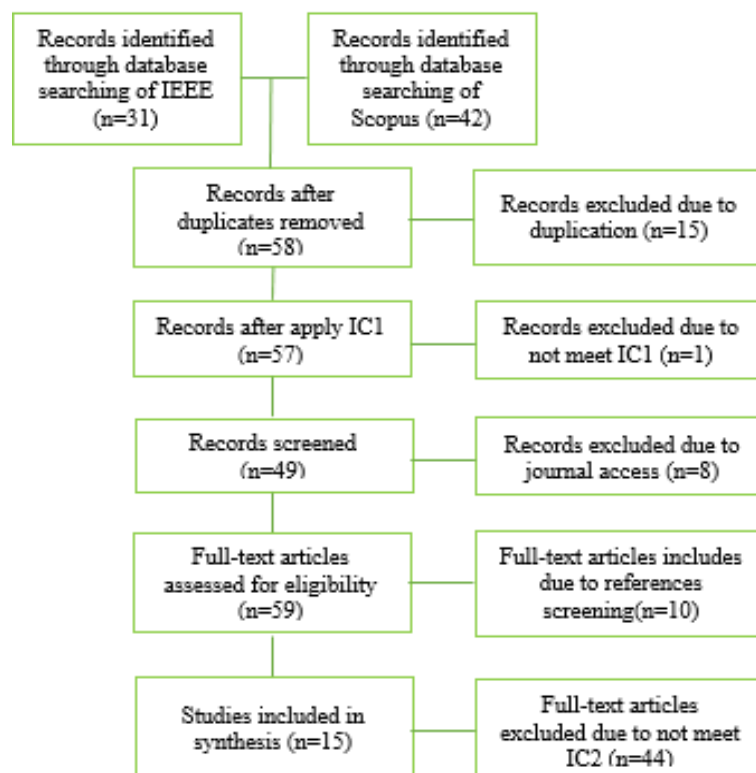 Records identified
through database
searching of IEEE
(n=31)
Records identified
through database
searching of
Scopus (n=42)
Records after
duplicates removed
(n=58)
Records excluded due to
duplication (n=15)
Records after apply IC1
(n=57)
Records excluded due to
not meet IC1 (n=1)
Records screened
(n=49)
Records excluded due to
journal access (n=8)
Full-text articles
assessed for eligibility
(n=59)
Full-text articles includes
due to references
screening(n=10)
Studies included in
synthesis (n=15)
Full-text articles
excluded due to not meet
IC2 (n=44)